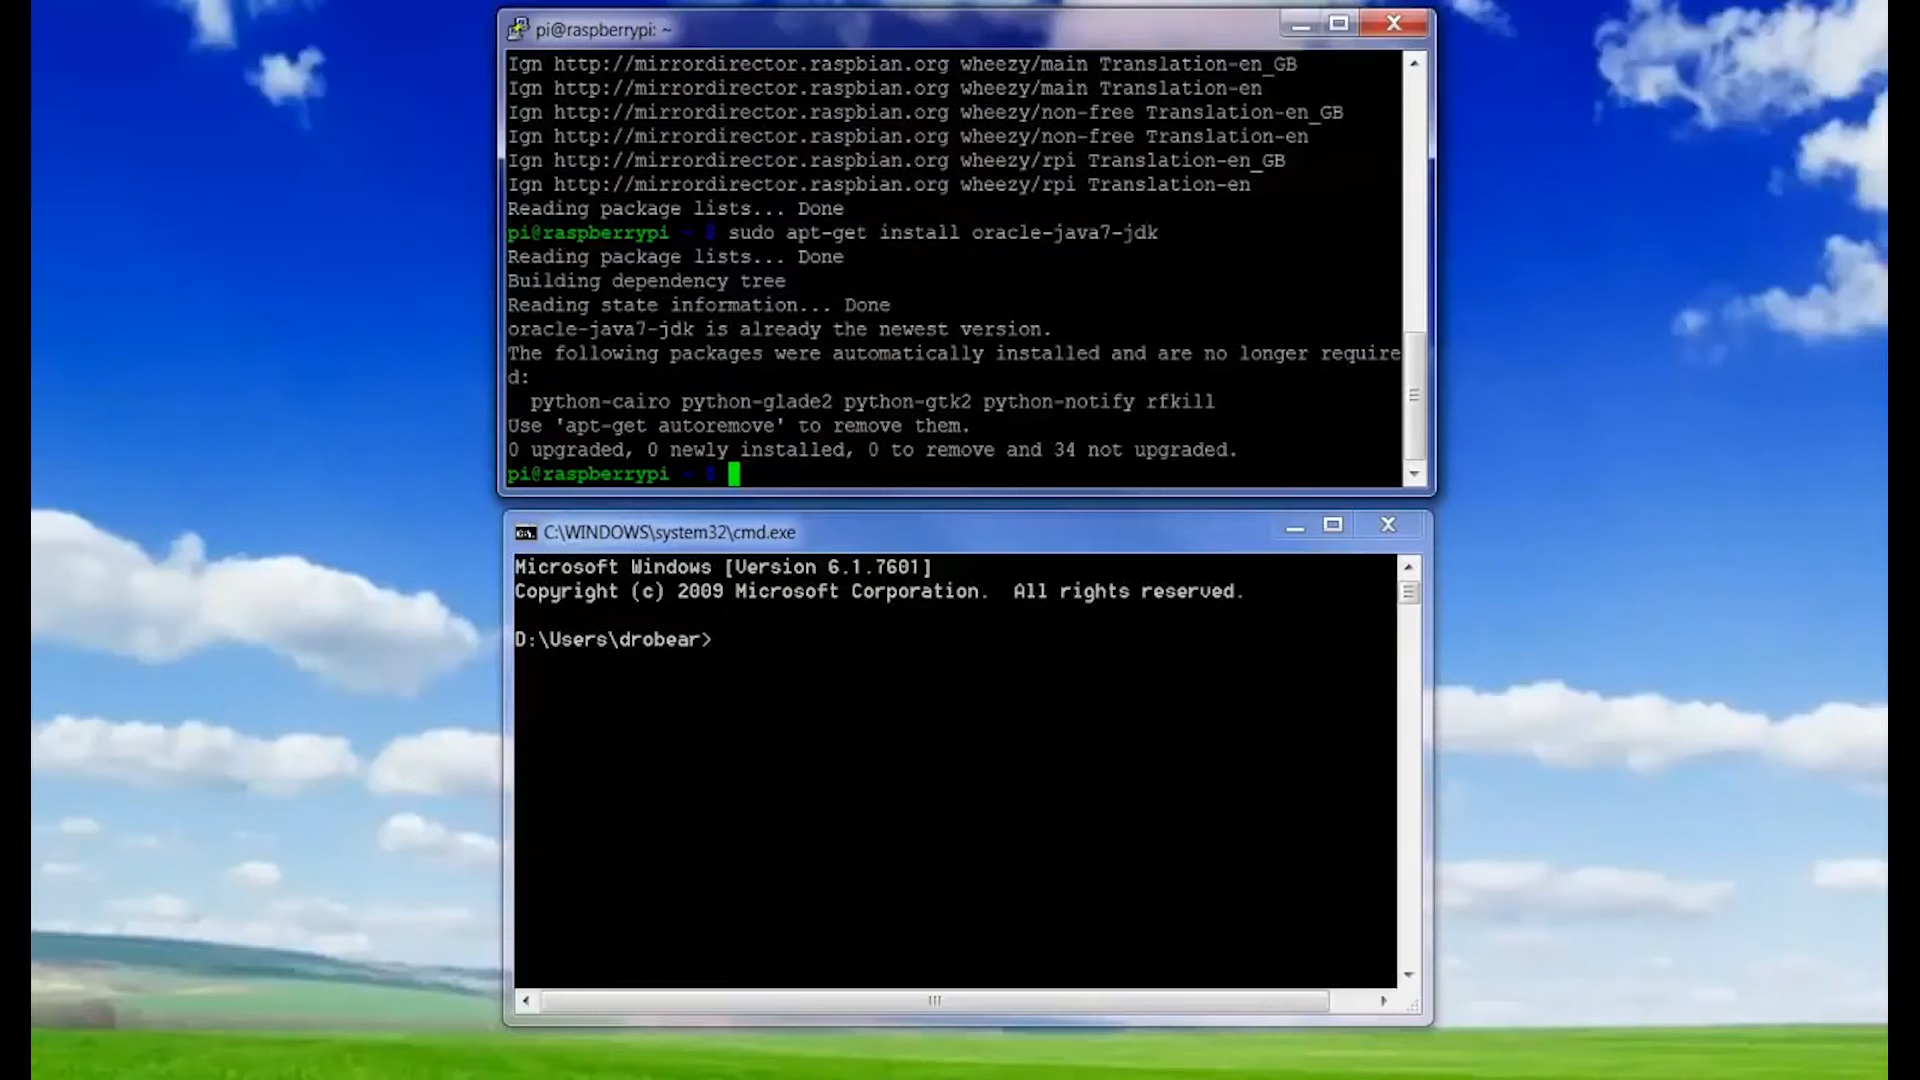 pi@raspberrypi: ~
Ign http://mirrordirector.raspbian.org wheezy/main Translation-en_GB
Ign http://mirrordirector.raspbian.org wheezy/main Translation-en
Ign http://mirrordirector.raspbian.org wheezy/non-free Translation-en_GB
Ign http://mirrordirector.raspbian.org wheezy/non-free Translation-en
Ign http://mirrordirector.raspbian.org wheezy/rpi Translation-en_GB
Ign http://mirrordirector.raspbian.org wheezy/rpi Translation-en
Reading package lists... Done
pi@raspberrypi ~ $ sudo apt-get install oracle-java7-jdk
Reading package lists... Done
Building dependency tree
Reading state information... Done
oracle-java7-jdk is already the newest version.
The following packages were automatically installed and are no longer require
d:
python-cairo python-glade2 python-gtk2 python-notify rfkill
Use 'apt-get autoremove' to remove them.
0 upgraded, 0 newly installed, 0 to remove and 34 not upgraded.
pi@raspberrypi ~ $
C:\WINDOWS\system32\cmd.exe
Microsoft Windows [Version 6.1.7601]
Copyright (c) 2009 Microsoft Corporation.  All rights reserved.
D:\Users\drobear>